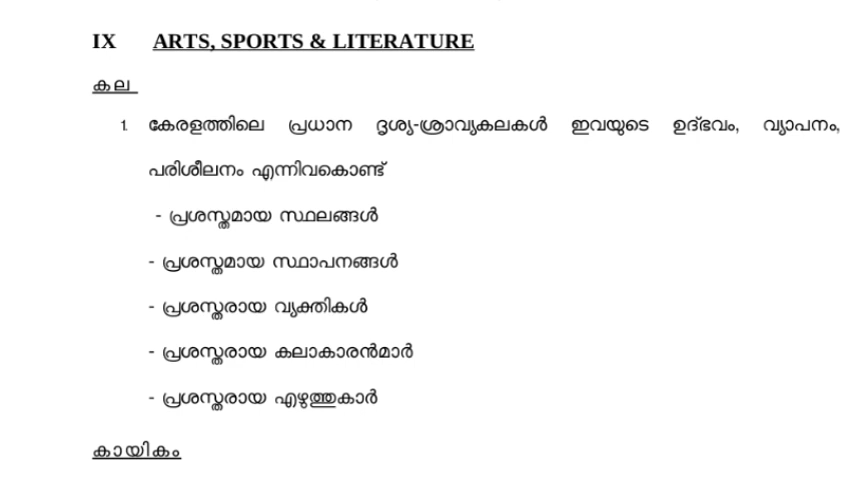 IX ARTS, SPORTS & LITERATURE
കല
1. കേരളത്തിലെ പ്രധാന ദൃശ്യ-ശ്രാവ്യകലകൾ ഇവയുടെ ഉദ്ഭവം, വ്യാപനം,
പരിശീലനം എന്നിവകൊണ്ട്
- പ്രശസ്തമായ സ്ഥലങ്ങൾ
- പ്രശസ്തമായ സ്ഥാപനങ്ങൾ
- പ്രശസ്തരായ വ്യക്തികൾ
- പ്രശസ്തരായ കലാകാരൻമാർ
- പ്രശസ്തരായ എഴുത്തുകാർ
കായികം